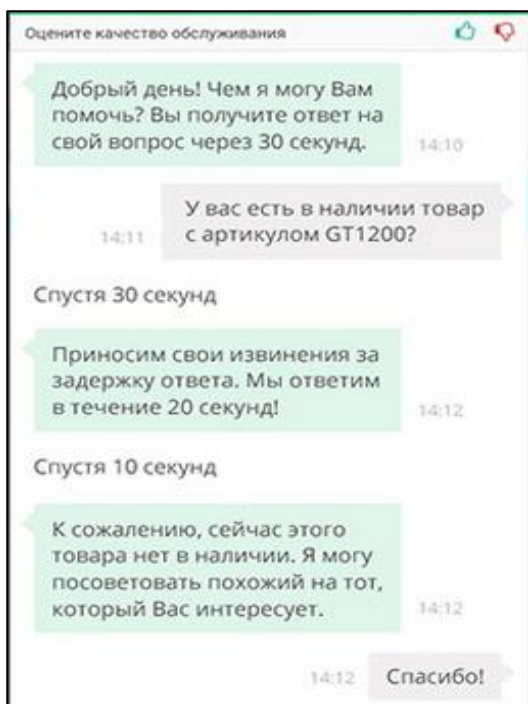 Оцените качество обслуживания
Добрый день! Чем я могу Вам
помочь? Вы получите ответ на
свой вопрос через 30 секунд.
14:10
У вас есть в наличии товар
с артикулом GT1200?
14:11
Спустя 30 секунд
Приносим свои извинения за
задержку ответа. Мы ответим
в течение 20 секунд!
14:12
Спустя 10 секунд
К сожалению, сейчас этого
товара нет в наличии. Я могу
посоветовать похожий на тот,
который Вас интересует.
14:12
14:12 Спасибо!